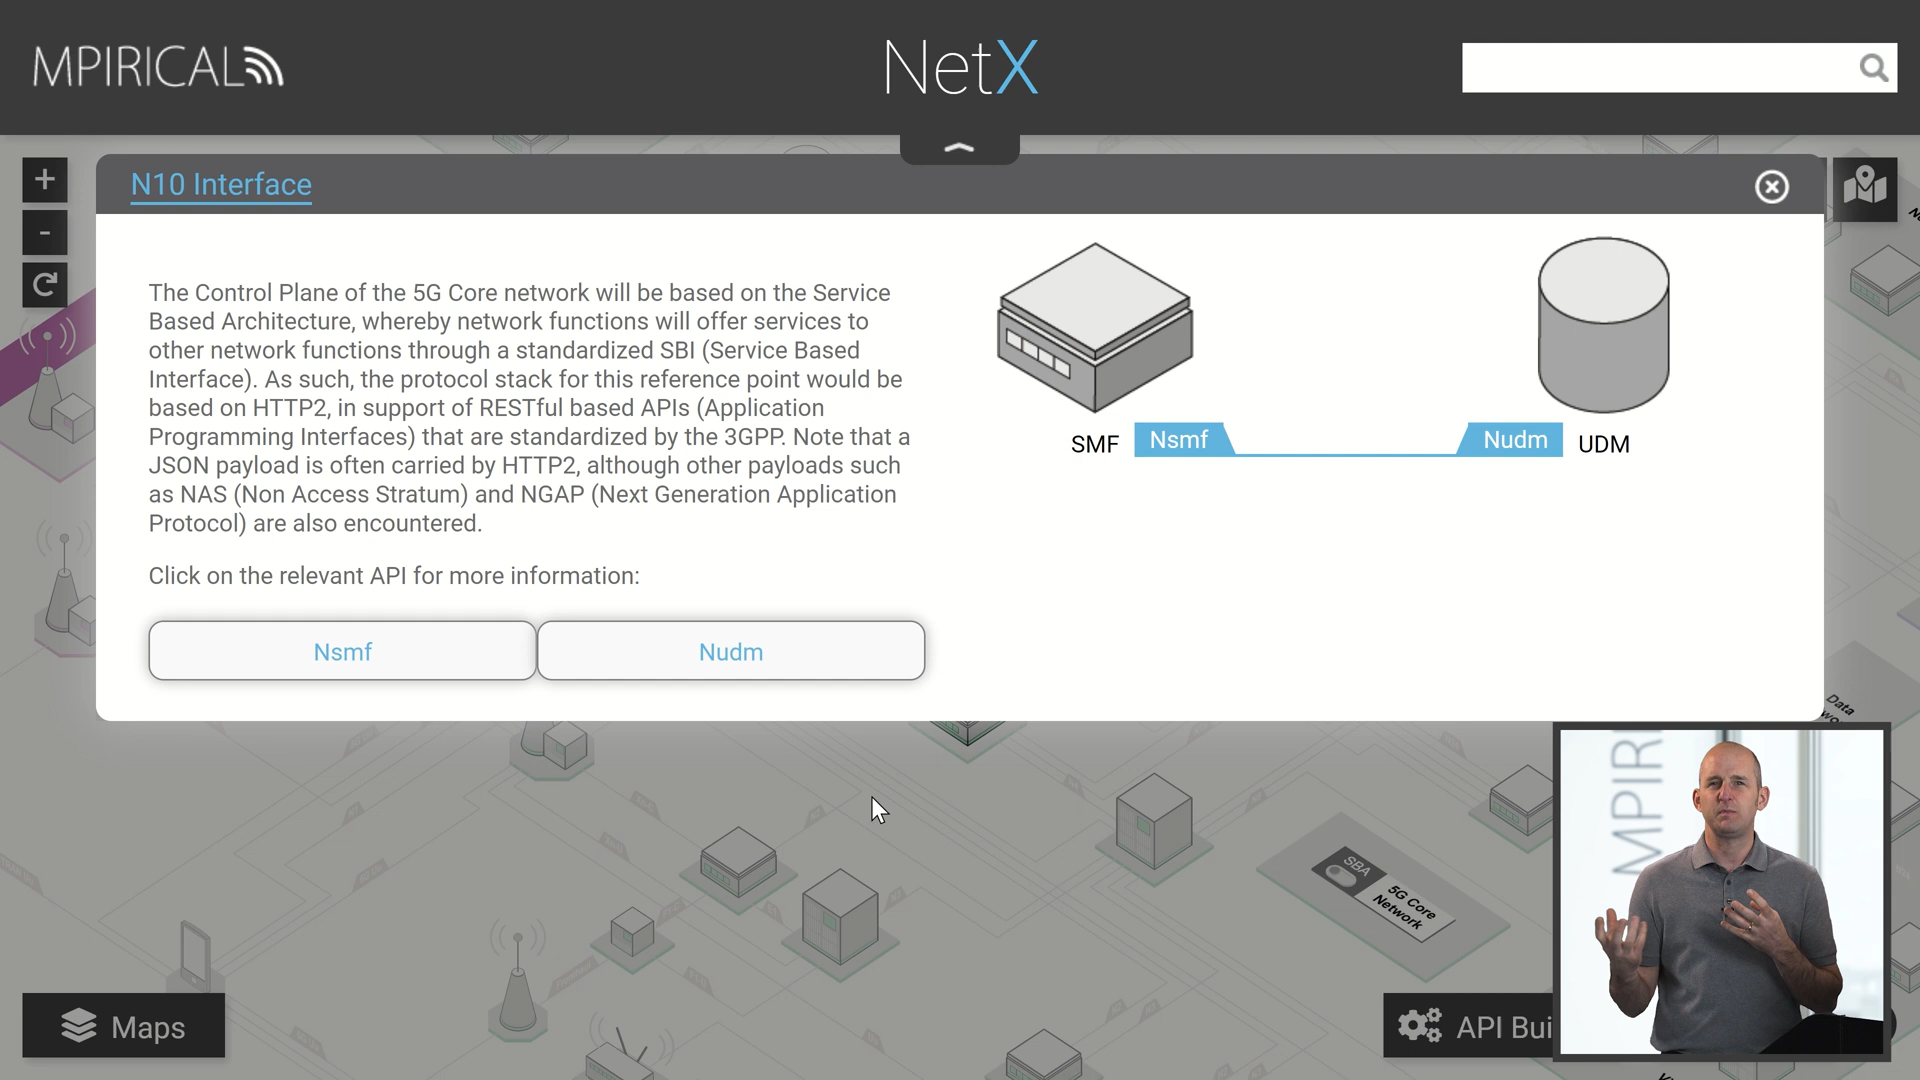 MPIRICAL
NetX
+
-
N10 Interface
The Control Plane of the 5G Core network will be based on the Service
Based Architecture, whereby network functions will offer services to
other network functions through a standardized SBI (Service Based
Interface). As such, the protocol stack for this reference point would be
based on HTTP2, in support of RESTful based APIs (Application
Programming Interfaces) that are standardized by the 3GPP. Note that a
JSON payload is often carried by HTTP2, although other payloads such
as NAS (Non Access Stratum) and NGAP (Next Generation Application
Protocol) are also encountered.
Click on the relevant API for more information:
Nsmf
Nudm
SMF
Nsmf
Nudm
UDM
Data
SBA
5G Core
Network
MPIRI
Maps
API Bui